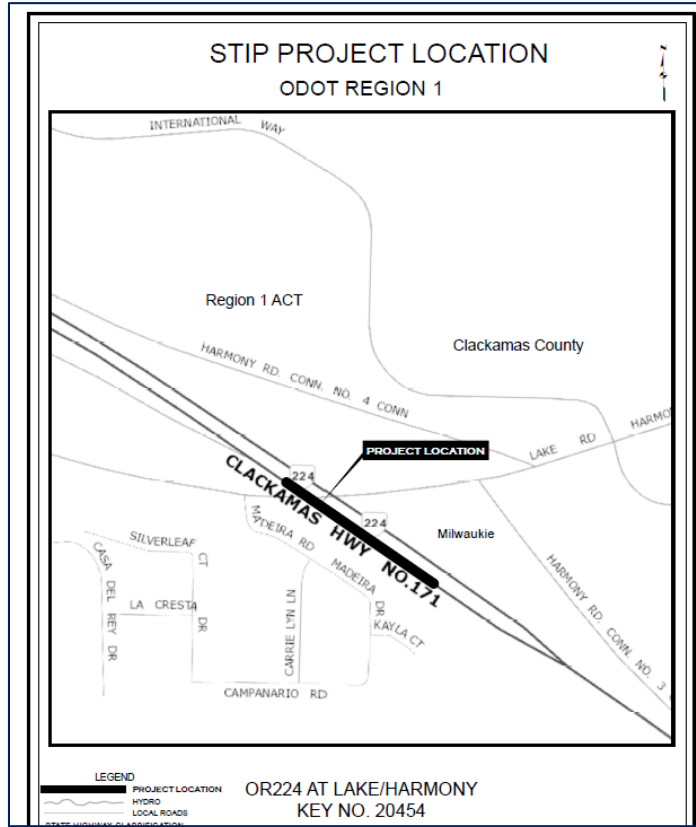 STIP PROJECT LOCATION
ODOT REGION 1
INTERNATIONAL WAY
Region 1 ACT
Clackamas County
HARMONY RD. CONN. NO. 4 CONN
LAKE RD HARMO
PROJECT LOCATION
224
CLACKAMAS HWY NO.171
224
Milwaukie
MADEIRA RD
MADEIRA DR
SILVERLEAF CT
CASA DEL REY DR
LA CRESTA
DR
CARRIE LYN LN
KAYLA CT
HARMONY RD. CONN. NO. 3
CAMPANARIO RD
LEGEND
PROJECT LOCATION
HYDRO
LOCAL ROADS
STATE HIGHWAY CLASSIFICATION
OR224 AT LAKE/HARMONY
KEY NO. 20454